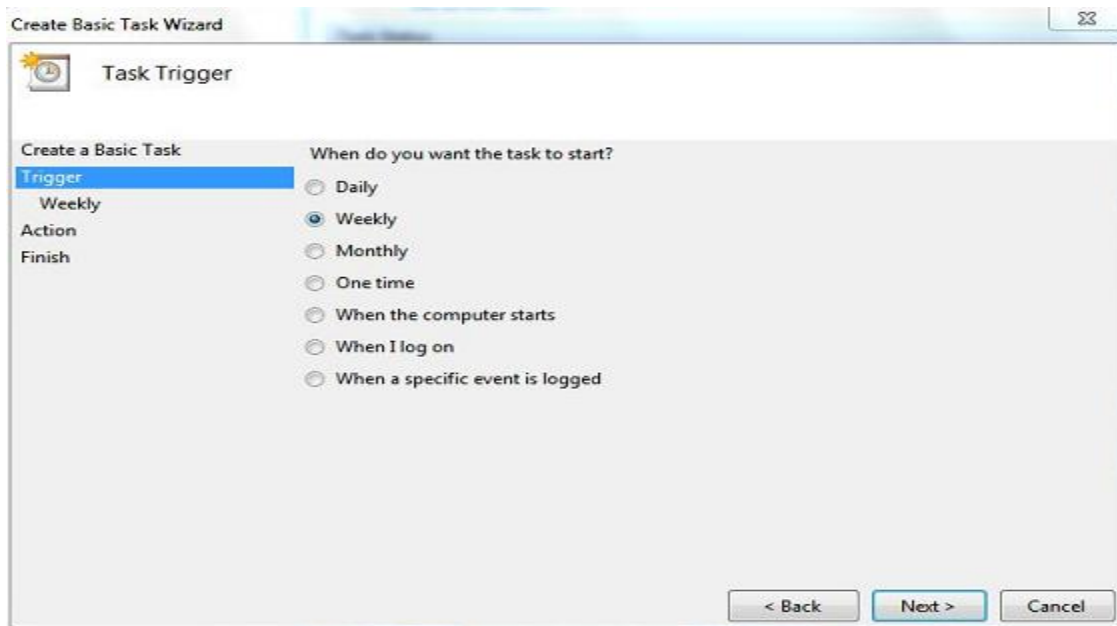 Create Basic Task Wizard
Task Trigger
Create a Basic Task
Trigger
Weekly
Action
Finish
When do you want the task to start?
Daily
Weekly
Monthly
One time
When the computer starts
When I log on
When a specific event is logged
< Back
Next >
Cancel